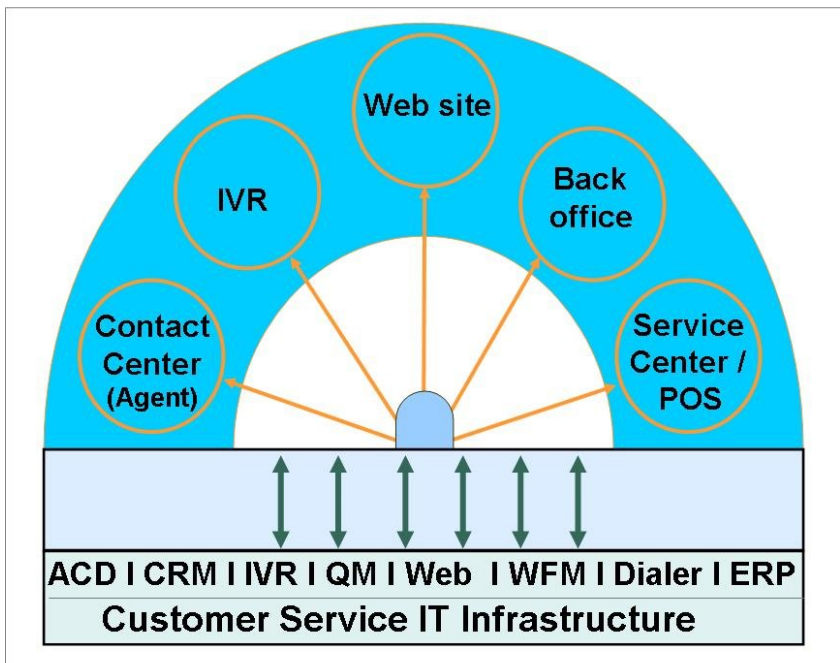 Web site
IVR
Back
office
Contact
Center
(Agent)
Service
Center /
POS
ACD I CRM I IVR I QM I Web I WFM I Dialer I ERP
Customer Service IT Infrastructure